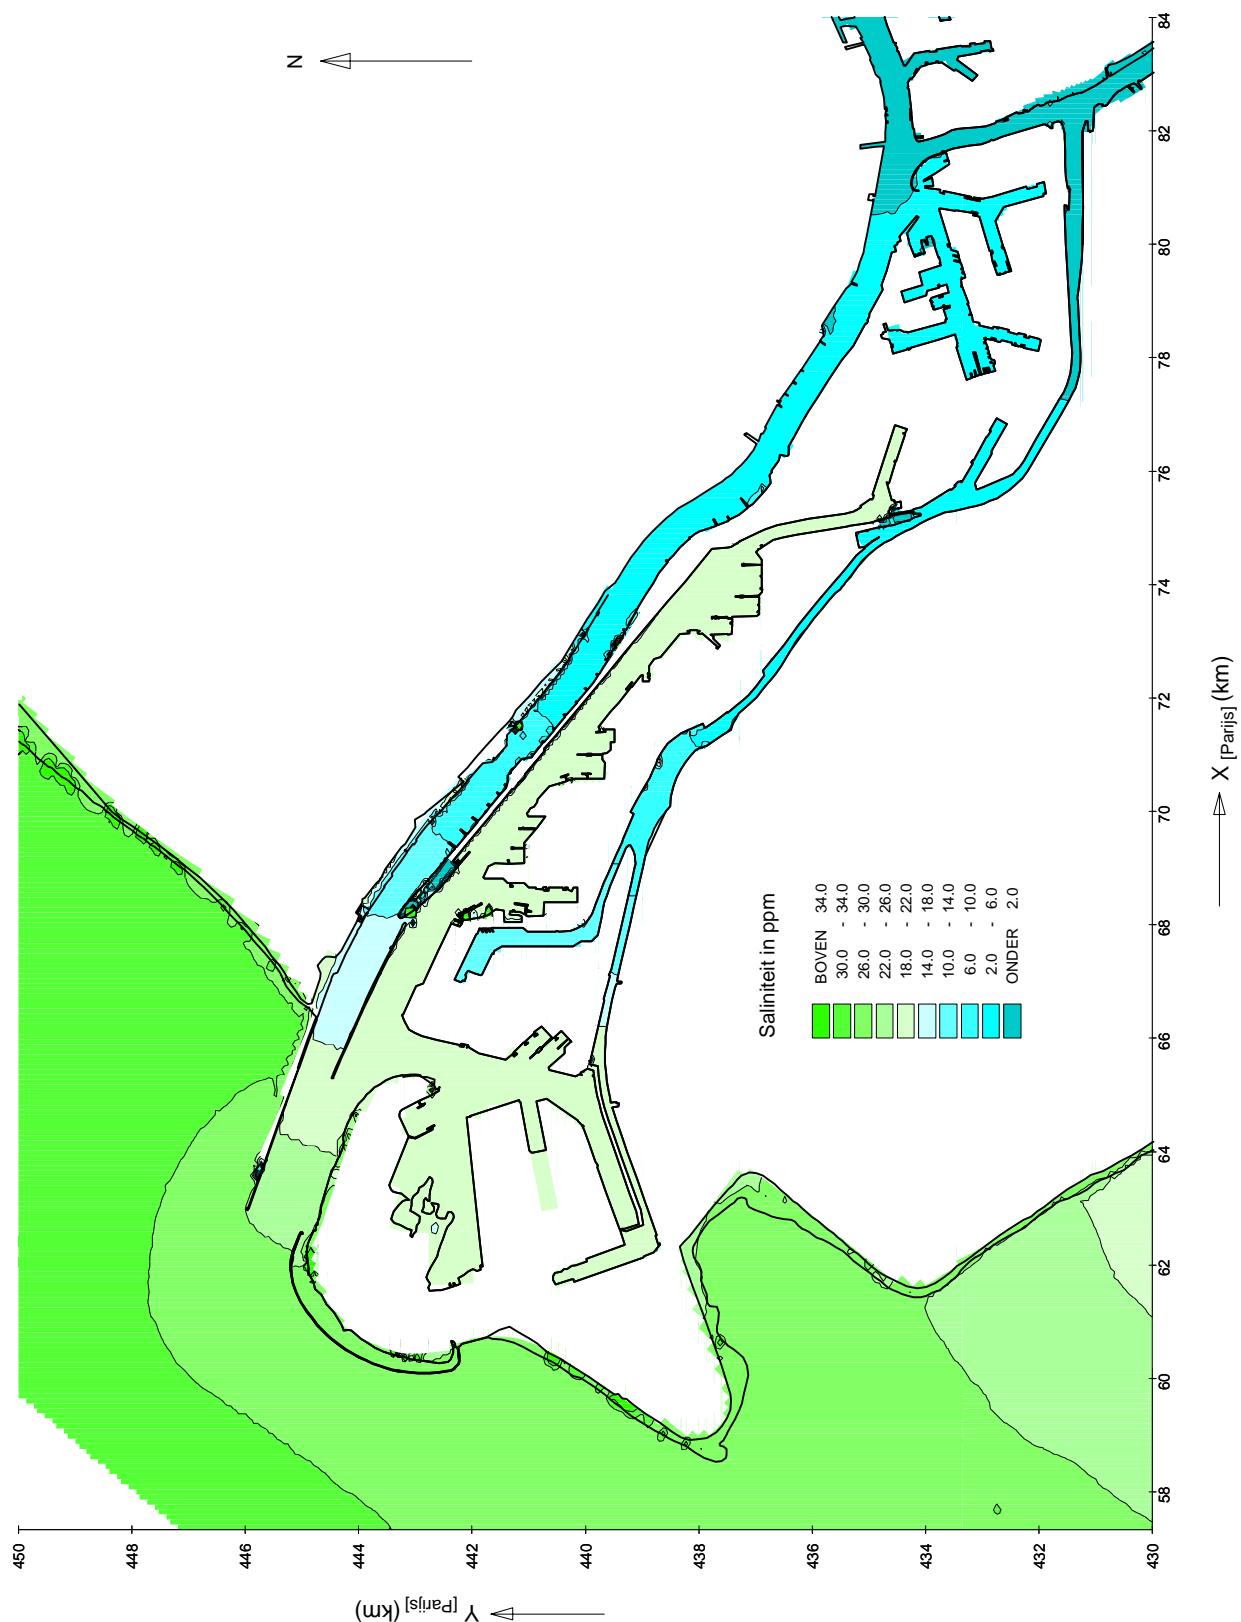 N
Saliniteit in ppm
BOVEN 34.0
30.0 - 34.0
26.0 - 30.0
22.0 - 26.0
18.0 - 22.0
14.0 - 18.0
10.0 - 14.0
6.0 - 10.0
2.0 - 6.0
ONDER 2.0
450 448 446 444 442 440 438 436 434 432 430
Y [Parijs] (km)
58 60 62 64 66 68 70 72 74 76 78 80 82 84
X [Parijs] (km)